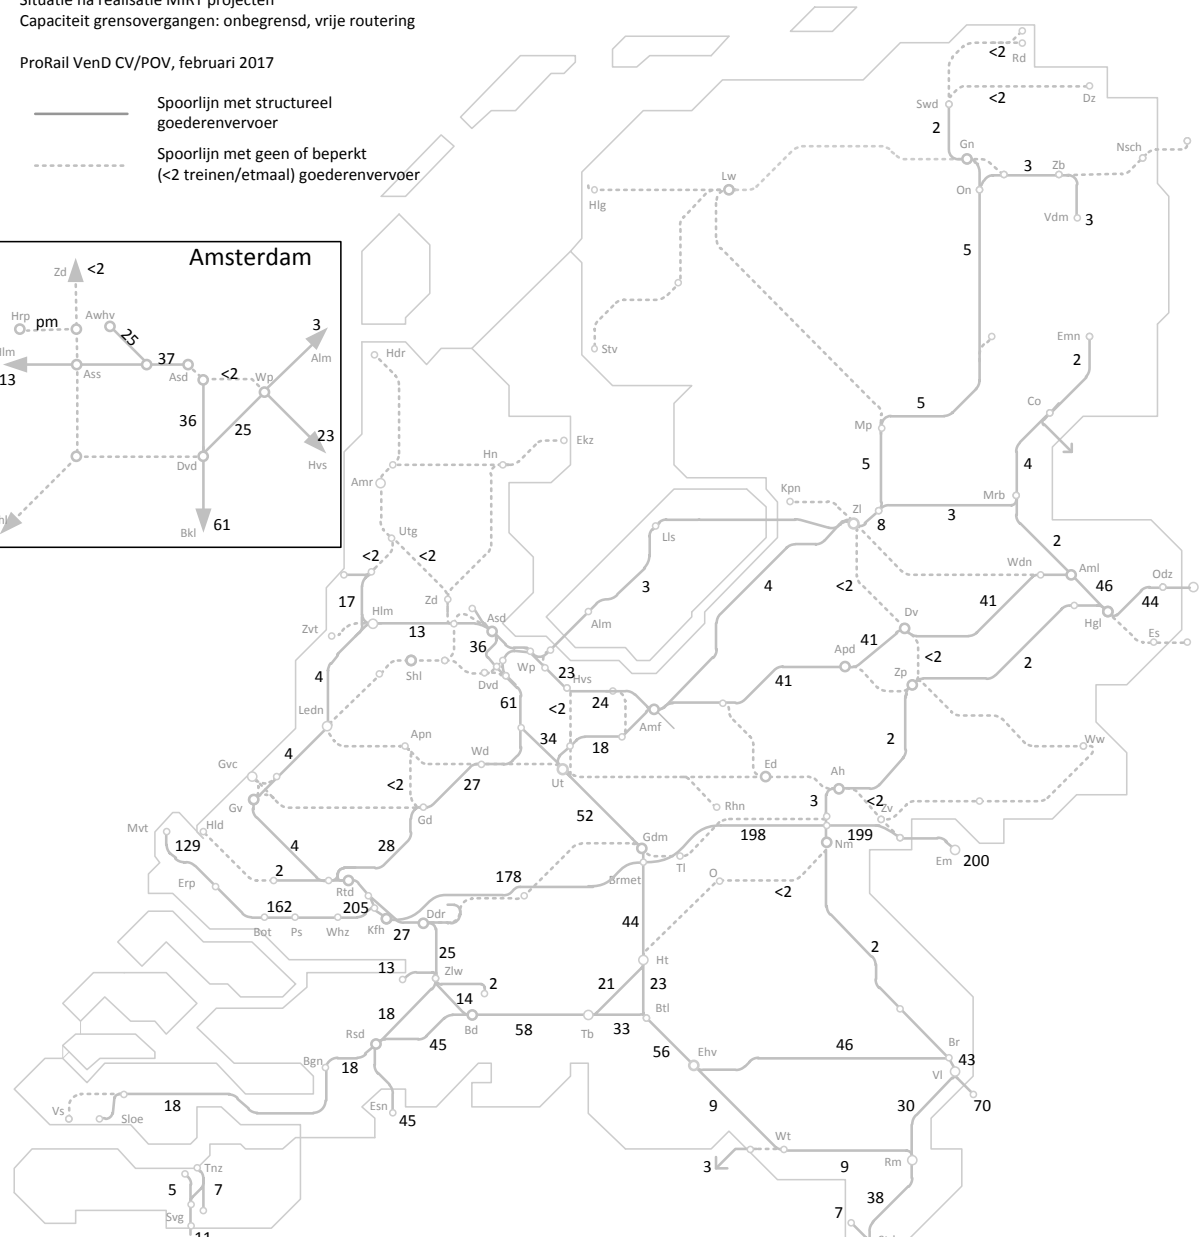 Situatie na realisatie MIRT projecten
Capaciteit grensovergangen: onbegrensd, vrije routering
ProRail VenD CV/POV, februari 2017
Spoorlijn met structureel
goederenvervoer
Spoorlijn met geen of beperkt
(<2 treinen/etmaal) goederenvervoer
Amsterdam
Zd <2
Hrp pm Awhv
25
3
37
Alm
13
Ass
Asd
<2
Wp
36
25
23
Hvs
Dvd
Bkl 61
<2 Rd
Swd <2 Dz
2
Gn
Nsch
3 Zb
On
Vdm 3
Lw
Hlg
5
Stv
Emn
2
Hdr
5
Co
Mp
Ekz
Hn
5
4
Amr
Kpn
Mrb
Zl
8
3
Utg
Lls
<2
<2
2
Wdn
Aml
17
3
4
<2
46
Odz
41
44
Zd
Hlm
Asd
Alm
Dv
Hgl
Zvt
13
36
41
Es
Wp
Apd
<2
2
4
Shl
Dvd
23
Hvs
41
Zp
61
<2
24
Ledn
Amf
Apn
34
18
2
Ww
4
Wd
Gvc
<2
27
Ut
Ed
Ah
Gv
Gd
3
<2
Zv
52
Rhn
Mvt
Hld
129
4
28
Gdm
198
199
Nm
Em 200
Tl
2
178
Brmet
Erp
Rtd
O
<2
162
205
Ddr
Bot Ps Whz Kfh
27
44
25
2
13
Zlw
Ht
2
21
23
14
18
Btl
Rsd
Bd
58
Tb
33
45
56
46
Br
Bgn
18
Ehv
43
Vl
18
Vs
Sloe
Esn
45
9
30
70
Wt
3
9
Rm
Tnz
5
7
38
Svg
7
11